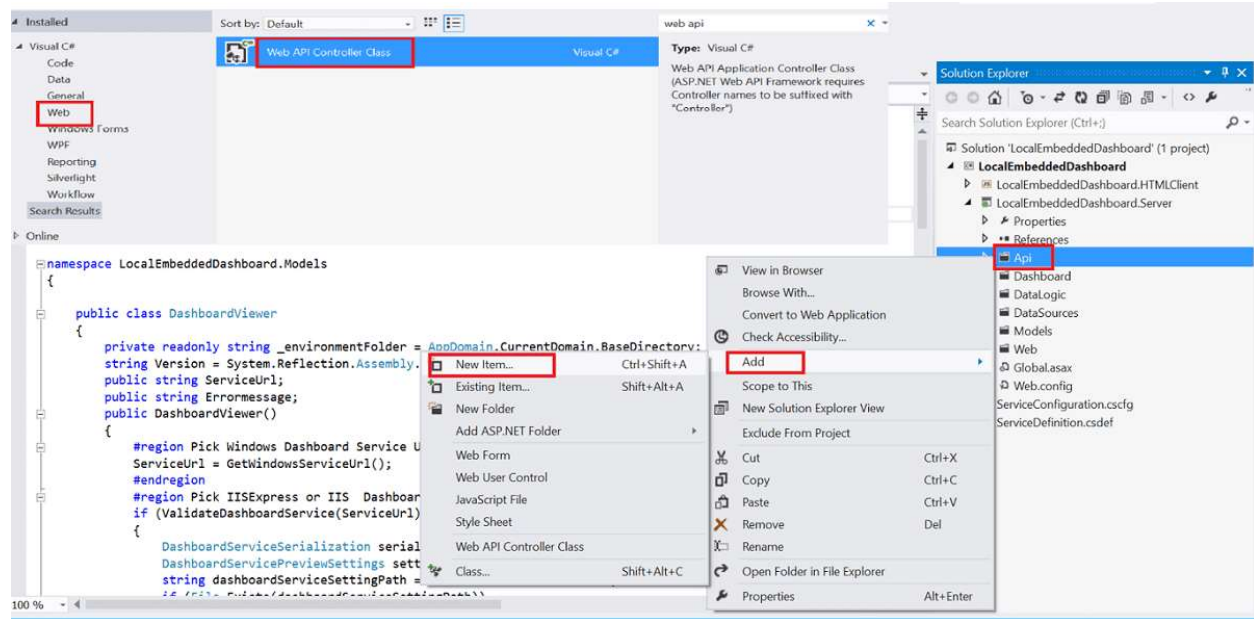 Installed
Sort by: Default
web api
Visual C#
Code
Data
General
Web
Windows Forms
WPF
Reporting
Silverlight
Workflow
Search Results
Online
Web API Controller Class Visual C#
Type: Visual C#
Web API Application Controller Class
(ASP.NET Web API Framework requires
Controller names to be suffixed with
"Controller")
Solution Explorer
Search Solution Explorer (Ctrl+;)
Solution 'LocalEmbeddedDashboard' (1 project)
LocalEmbeddedDashboard
LocalEmbeddedDashboard.HTMLClient
LocalEmbeddedDashboard.Server
Properties
References
Api
Dashboard
DataLogic
DataSources
Models
Web
Global.asax
Web.config
ServiceConfiguration.cscfg
ServiceDefinition.csdef
namespace LocalEmbeddedDashboard.Models
{
public class DashboardViewer
{
private readonly string _environmentFolder = AppDomain.CurrentDomain.BaseDirectory;
string Version = System.Reflection.Assembly.
public string ServiceUrl;
public string Errormessage;
public DashboardViewer()
{
#region Pick Windows Dashboard Service U
ServiceUrl = GetWindowsServiceUrl();
#endregion
#region Pick IISExpress or IIS Dashboar
if (ValidateDashboardService(ServiceUrl)
{
DashboardServiceSerialization serial
DashboardServicePreviewSettings sett
string dashboardServiceSettingPath =
if (File.Exists(dashboardServiceSettingPath))
100 %
New Item... Ctrl+Shift+A
Existing Item... Shift+Alt+A
New Folder
Add ASP.NET Folder
Web Form
Web User Control
JavaScript File
Style Sheet
Web API Controller Class
Class... Shift+Alt+C
View in Browser
Browse With...
Convert to Web Application
Check Accessibility...
Add
Scope to This
New Solution Explorer View
Exclude From Project
Cut Ctrl+X
Copy Ctrl+C
Paste Ctrl+V
Remove Del
Rename
Open Folder in File Explorer
Properties Alt+Enter